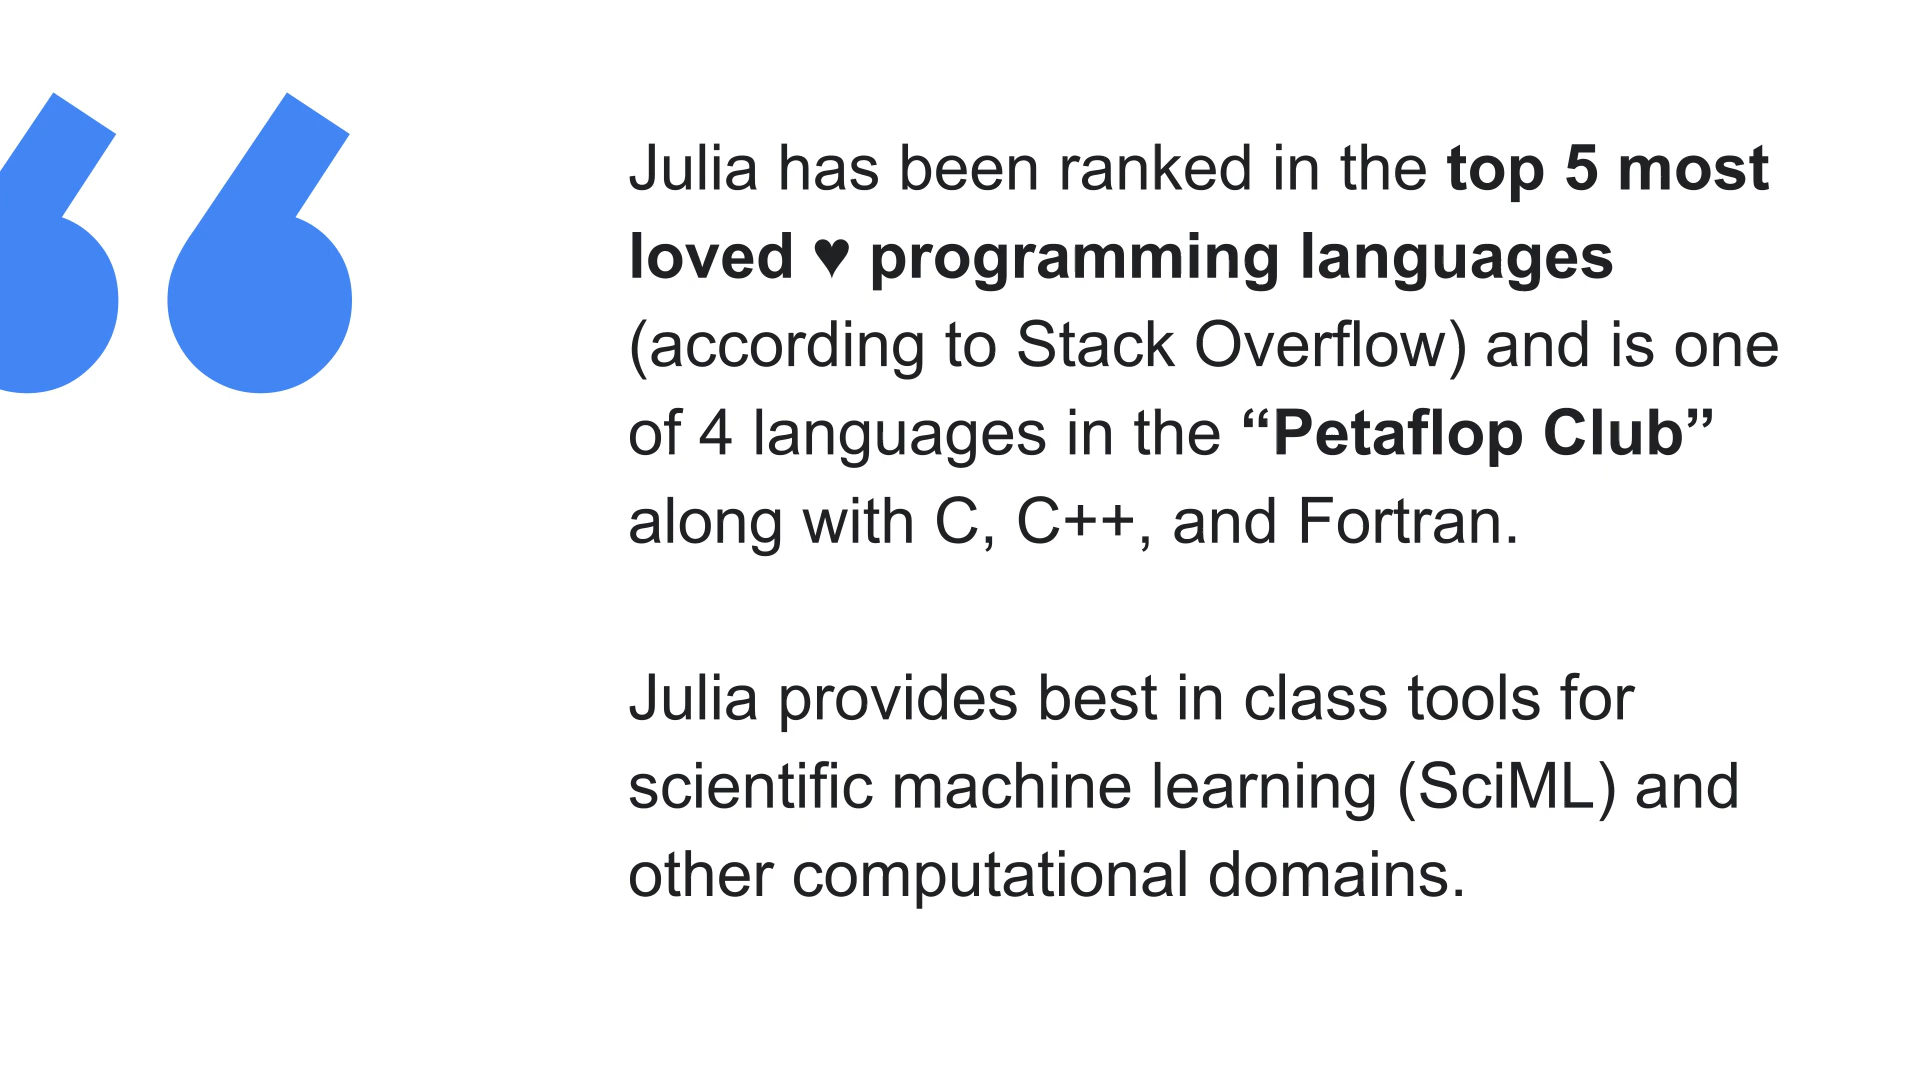 Julia has been ranked in the top 5 most
loved ♥ programming languages
(according to Stack Overflow) and is one
of 4 languages in the “Petaflop Club”
along with C, C++, and Fortran.
Julia provides best in class tools for
scientific machine learning (SciML) and
other computational domains.